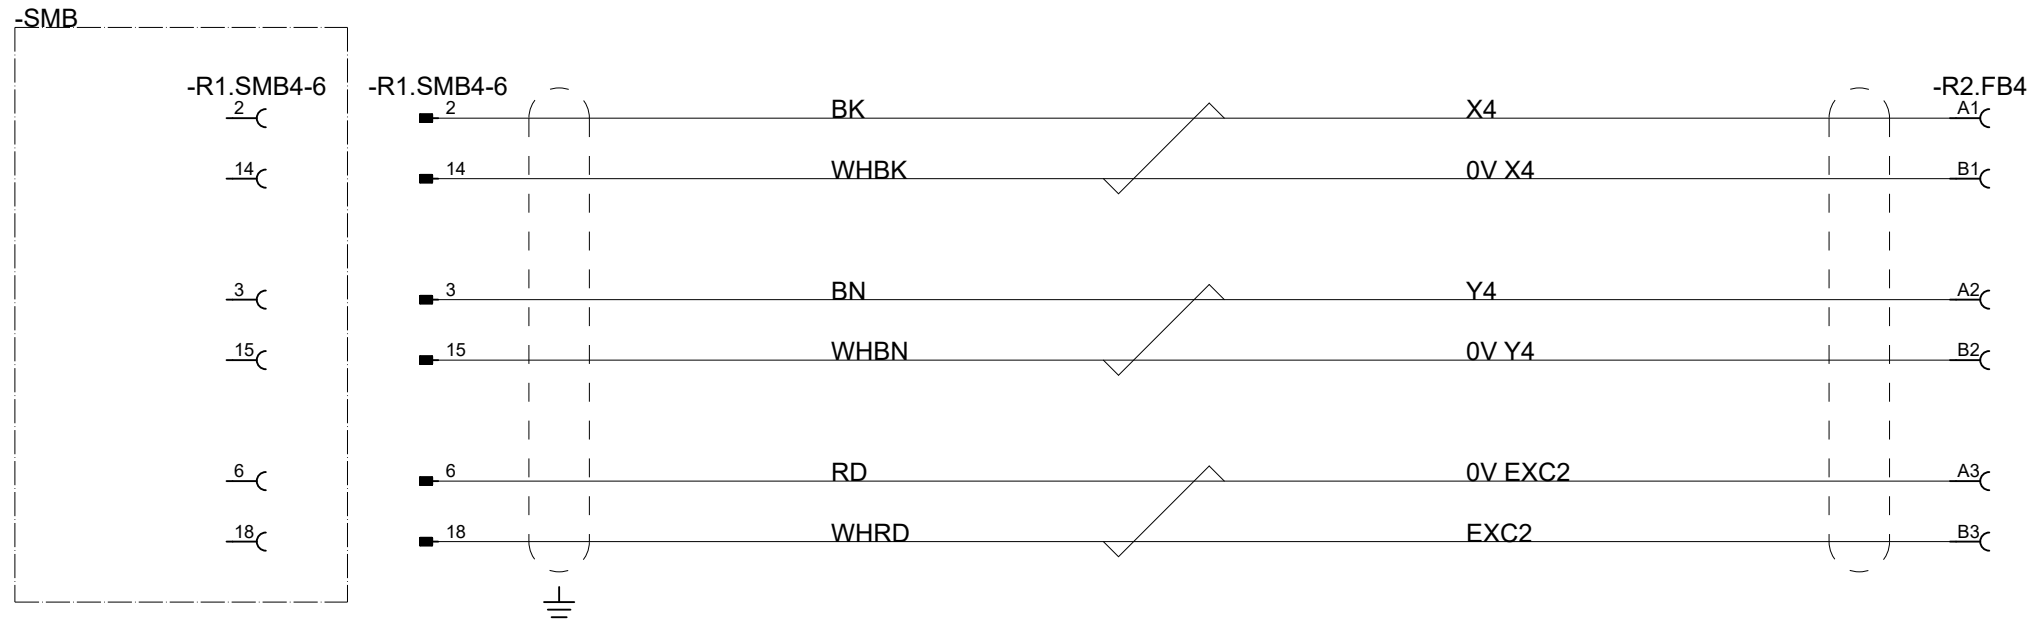 -SMB
-R1.SMB4-6 -R1.SMB4-6 -R2.FB4
2 2 BK X4 A1
14 14 WHBK 0V X4 B1
3 3 BN Y4 A2
15 15 WHBN 0V Y4 B2
6 6 RD 0V EXC2 A3
18 18 WHRD EXC2 B3